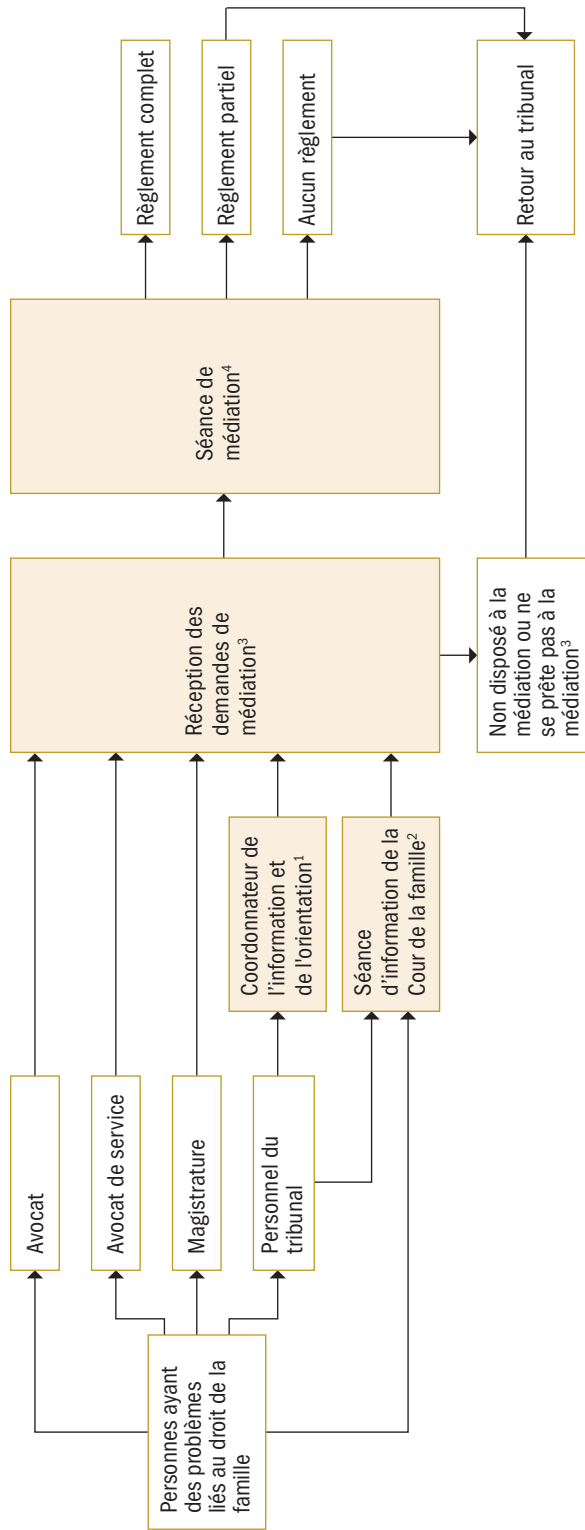 Personnes ayant
des problèmes
liés au droit de la
famille
Avocat
Avocat de service
Magistrature
Personnel du
tribunal
Coordonnateur de
l'information et
de l'orientation1
Séance
d'information de la
Cour de la famille2
Réception des
demandes de
médiation3
Non disposé à la
médiation ou ne
se prête pas à la
médiation3
Séance de
médiation4
Règlement complet
Règlement partiel
Aucun règlement
Retour au tribunal